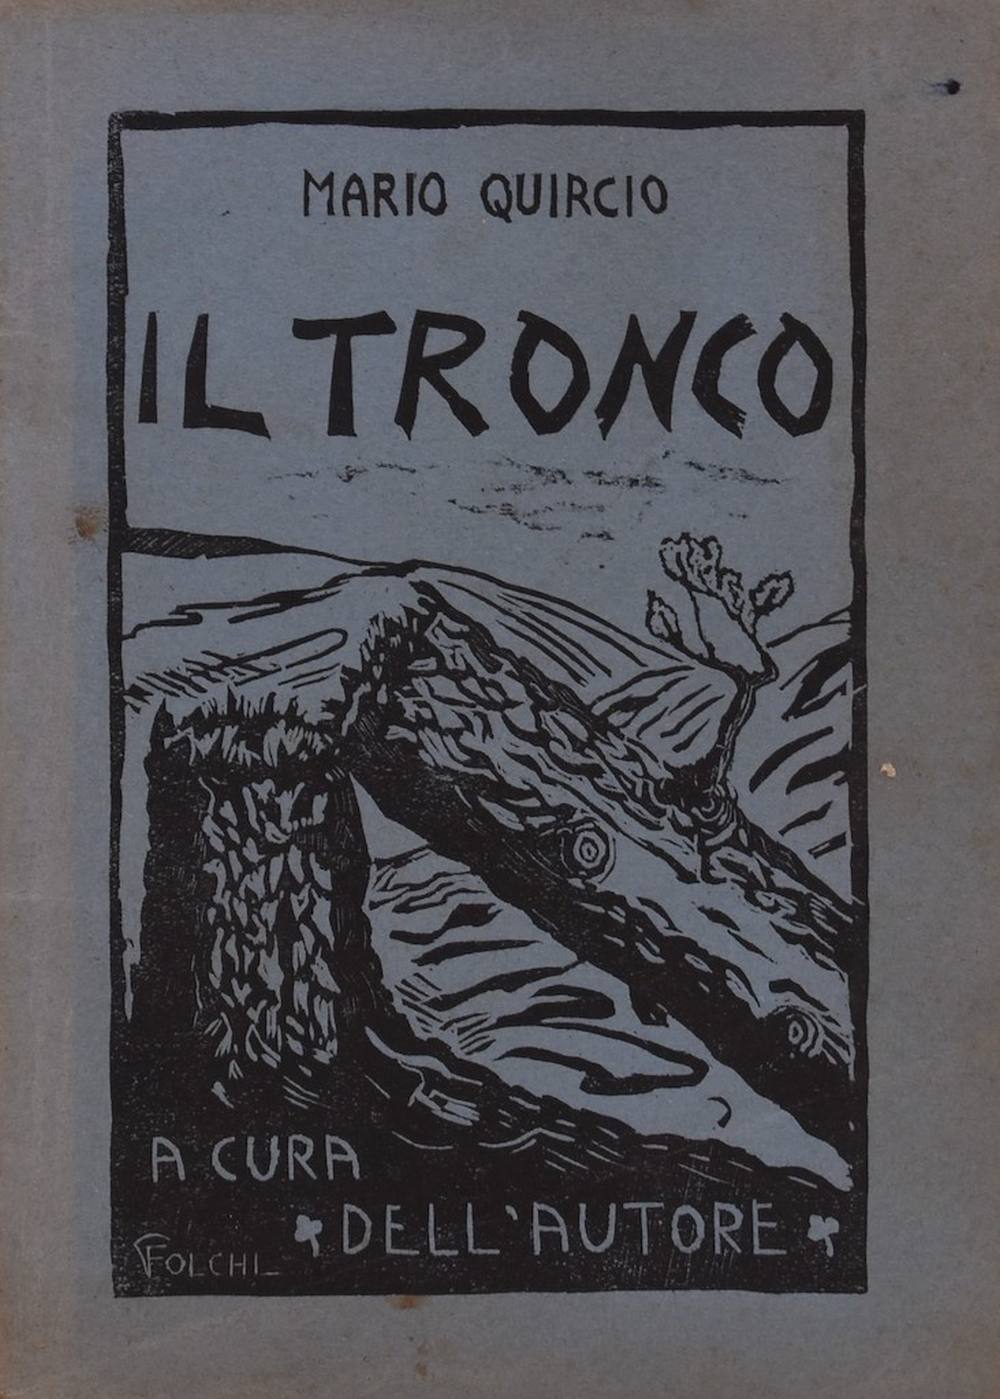 MARIO QUIRCIO
IL TRONCO
A CURA
DELL'AUTORE
FOLCHI